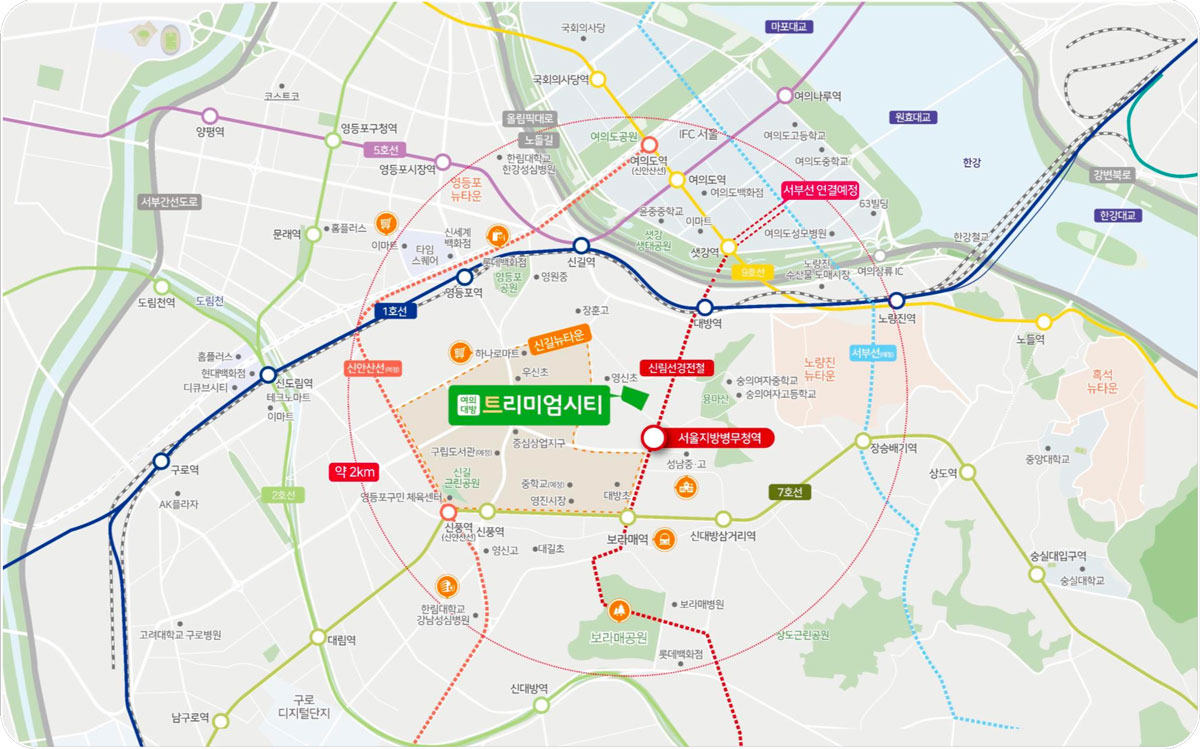 국회의사당
마포대교
국회의사당역
코스트코
여의나루역
양평역
올림픽대로
원효대교
영등포구청역
여의도공원
IFC 서울
여의도고등학교
노들길
5호선
한림대학교
한강성심병원
여의도중학교
한강
영등포시장역
여의도역
(신안산선)
강변북로
영등포
뉴타운
여의도역
여의도백화점
서부선 연결예정
서부간선도로
63빌딩
한강대교
윤중중학교
이마트
홈플러스
문래역
이마트
신세계
백화점
여의도성모병원
한강철교
타임
스퀘어
샛강
생태공원
샛강역
롯데백화점
신길역
노량진
수산물 도매시장
여의상류 IC
9호선
영등포
공원
영원중
영등포역
도림천역
도림천
1호선
장훈고
대방역
노량진역
신길뉴타운
노들역
하나로마트
서부선(예정)
홈플러스
현대백화점
디큐브시티
신도림역
신안산선(예정)
우신초
영신초
신림선경전철
노량진
뉴타운
흑석
뉴타운
숭의여자중학교
숭의여자고등학교
테크노마트
이마트
여의
대방
트리미엄시티
용마산
중심상업지구
서울지방병무청역
구립도서관(예정)
장승배기역
성남중·고
중앙대학교
구로역
약 2km
신길
근린공원
상도역
중학교(예정)
대방초
7호선
AK플라자
2호선
영등포구민 체육센터
영진시장
신풍역
(신안산선)
신풍역
보라매역
신대방삼거리역
영신고
대길초
숭실대입구역
숭실대학교
한림대학교
강남성심병원
보라매병원
고려대학교 구로병원
대림역
보라매공원
상도근린공원
롯데백화점
신대방역
구로
디지털단지
남구로역